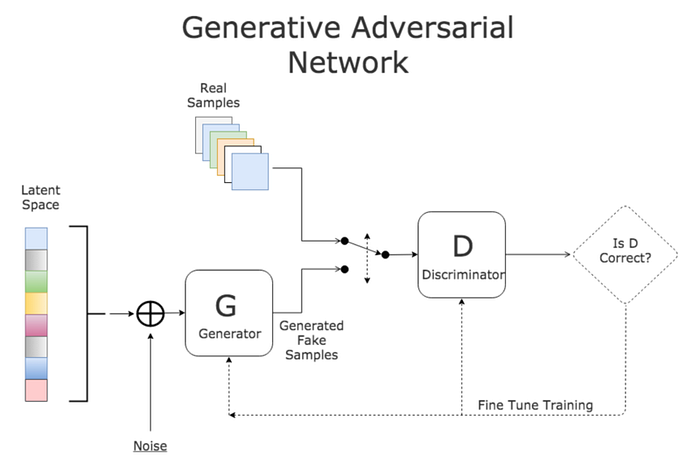 Generative Adversarial
Network
Real
Samples
Latent
Space
G
Generator
Generated
Fake
Samples
D
Discriminator
Is D
Correct?
Fine Tune Training
Noise